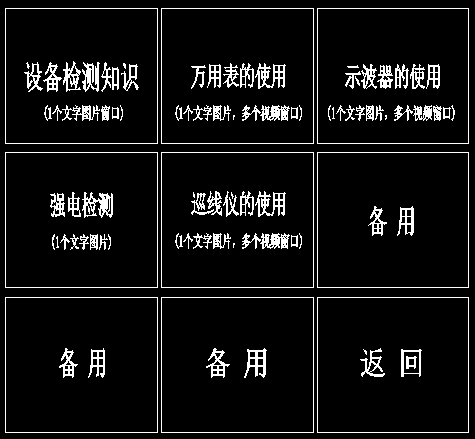 设备检测知识
(1个文字图片窗口)
万用表的使用
(1个文字图片，多个视频窗口)
示波器的使用
(1个文字图片，多个视频窗口)
强电检测
(1个文字图片)
巡线仪的使用
(1个文字图片，多个视频窗口)
备用
备用
备用
返回